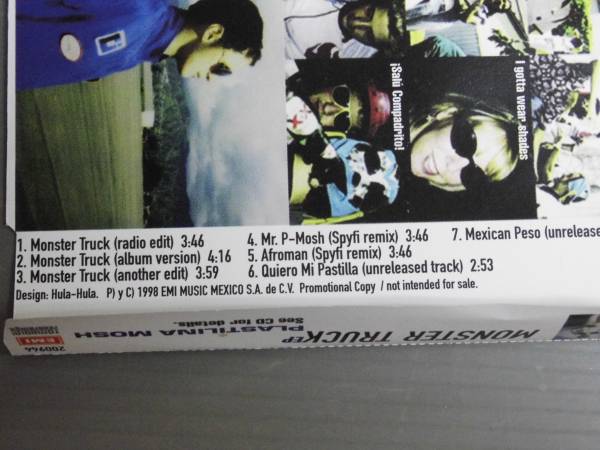 ¡Salú Compadrito!
I gotta wear shades
1. Monster Truck (radio edit) 3:46
2. Monster Truck (album version) 4:16
3. Monster Truck (another edit) 3:59
4. Mr. P-Mosh (Spyfi remix) 3:46
5. Afroman (Spyfi remix) 3:46
6. Quiero Mi Pastilla (unreleased track) 2:53
7. Mexican Peso (unrelease
Design: Hula-Hula. P) y C) 1998 EMI MUSIC MEXICO S.A. de C.V. Promotional Copy / not intended for sale.
MONSTER TRUCK EP
PLASTILINA MOSH
See CD for details.
EMI